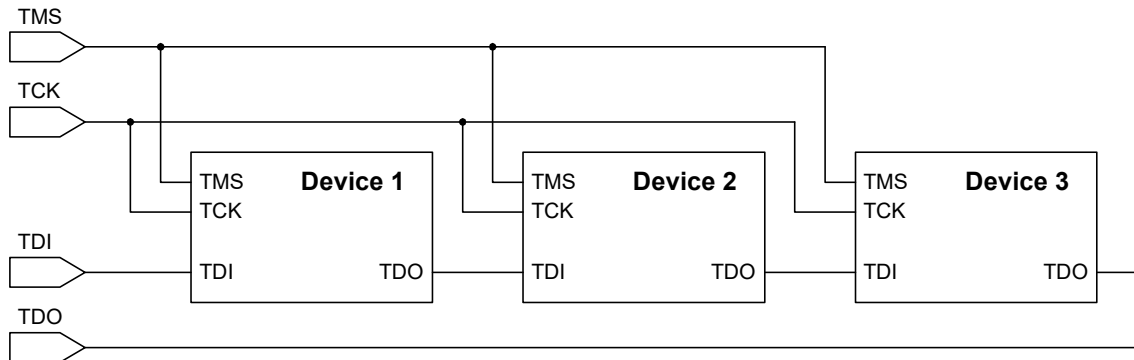 TMS
TCK
TMS Device 1
TCK
TMS Device 2
TCK
TMS Device 3
TCK
TDI
TDI TDO
TDI TDO
TDI TDO
TDO